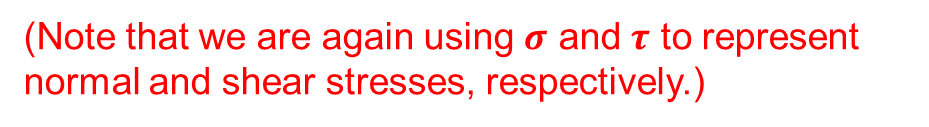 (Note that we are again using σ and τ to represent
normal and shear stresses, respectively.)